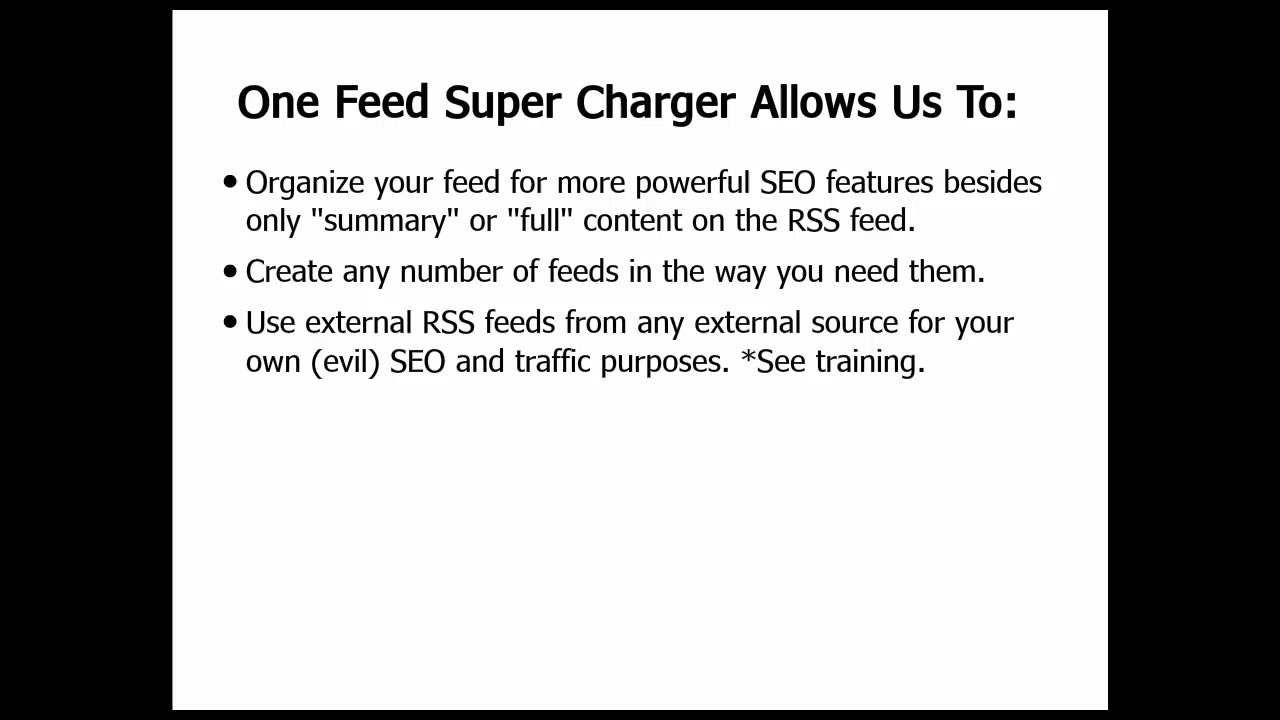 One Feed Super Charger Allows Us To:
• Organize your feed for more powerful SEO features besides
only "summary" or "full" content on the RSS feed.
• Create any number of feeds in the way you need them.
• Use external RSS feeds from any external source for your
own (evil) SEO and traffic purposes. *See training.